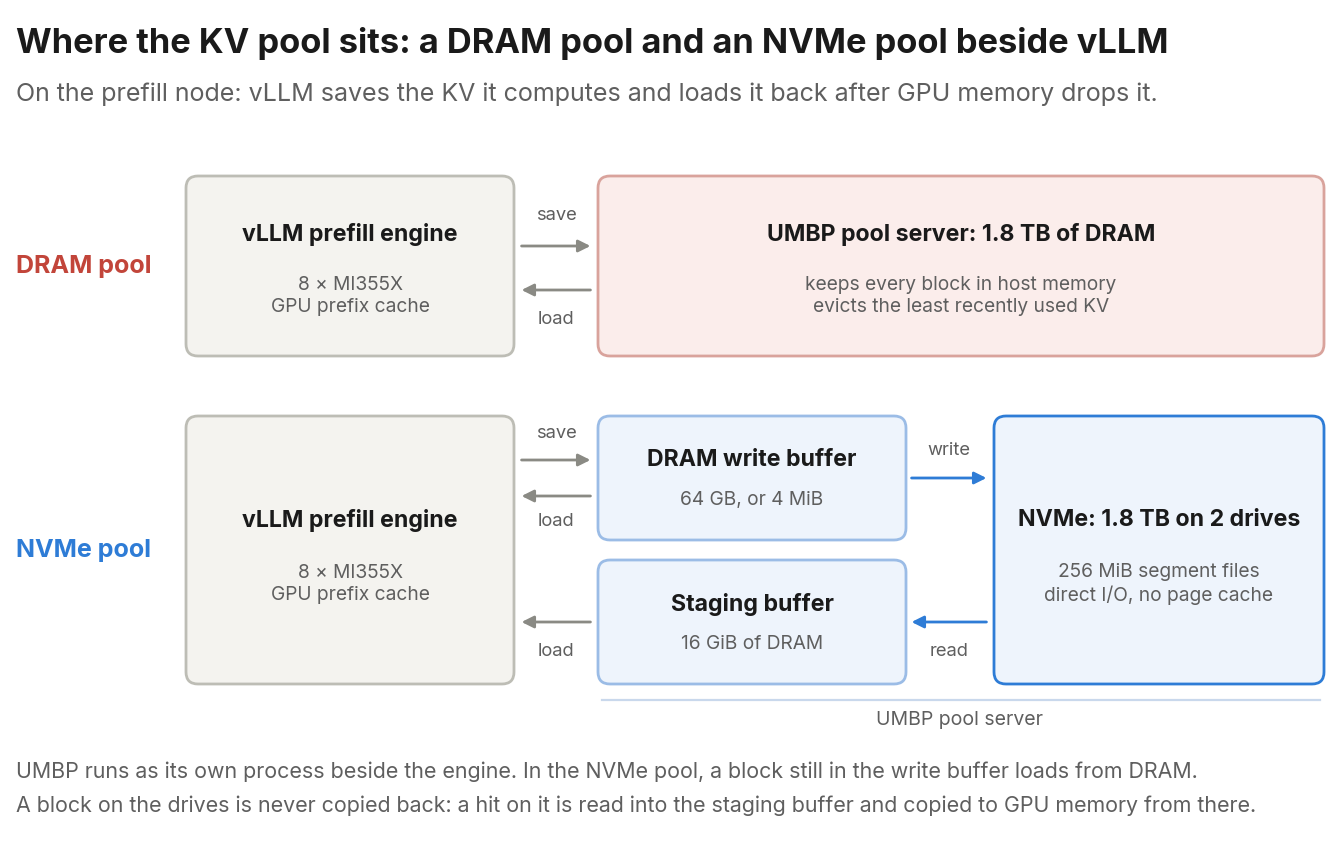 Where the KV pool sits: a DRAM pool and an NVMe pool beside vLLM
On the prefill node: vLLM saves the KV it computes and loads it back after GPU memory drops it.
DRAM pool
vLLM prefill engine
8 × MI355X
GPU prefix cache
save
load
UMBP pool server: 1.8 TB of DRAM
keeps every block in host memory
evicts the least recently used KV
NVMe pool
vLLM prefill engine
8 × MI355X
GPU prefix cache
save
load
load
DRAM write buffer
64 GB, or 4 MiB
Staging buffer
16 GiB of DRAM
write
read
NVMe: 1.8 TB on 2 drives
256 MiB segment files
direct I/O, no page cache
UMBP pool server
UMBP runs as its own process beside the engine. In the NVMe pool, a block still in the write buffer loads from DRAM.
A block on the drives is never copied back: a hit on it is read into the staging buffer and copied to GPU memory from there.